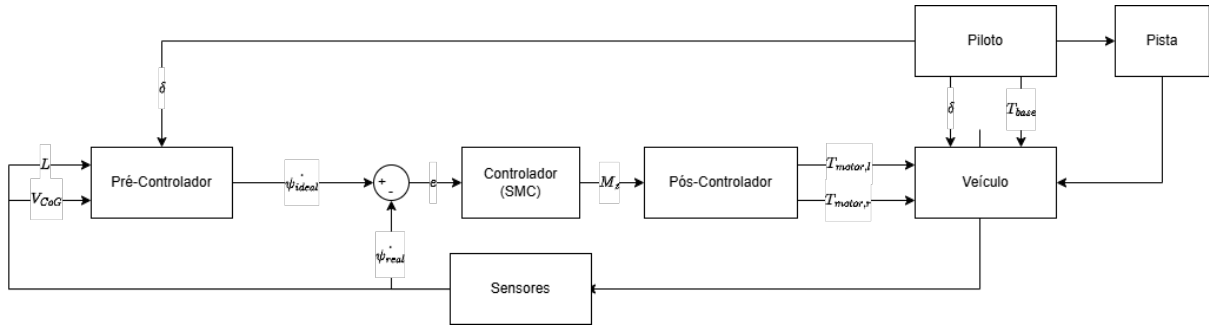 Piloto
Pista
δ
δ
T_base
L
V_CoG
Pré-Controlador
ψ̇_ideal
+
-
e
Controlador
(SMC)
M_z
Pós-Controlador
T_motor,l
T_motor,r
Veículo
ψ̇_real
Sensores